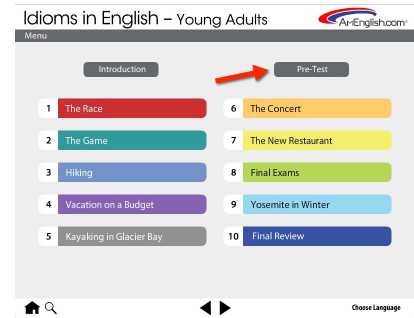 Idioms in English – Young Adults
AMEnglish.com
Menu
Introduction
Pre-Test
1 The Race
2 The Game
3 Hiking
4 Vacation on a Budget
5 Kayaking in Glacier Bay
6 The Concert
7 The New Restaurant
8 Final Exams
9 Yosemite in Winter
10 Final Review
Choose Language